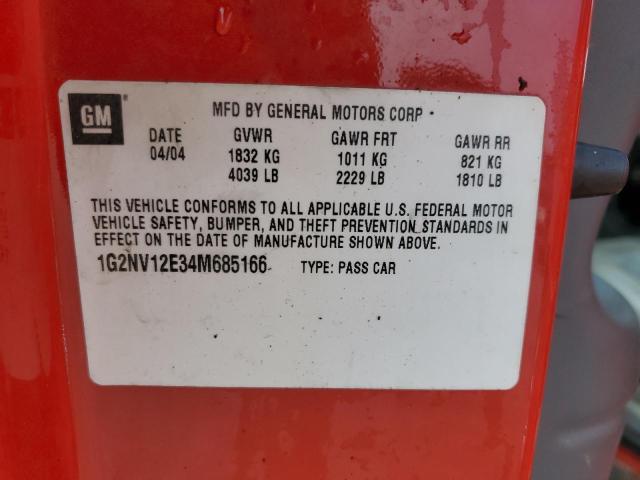 GM
MFD BY GENERAL MOTORS CORP
DATE GVWR GAWR FRT GAWR RR
04/04 1832 KG 1011 KG 821 KG
4039 LB 2229 LB 1810 LB
THIS VEHICLE CONFORMS TO ALL APPLICABLE U.S. FEDERAL MOTOR
VEHICLE SAFETY, BUMPER, AND THEFT PREVENTION STANDARDS IN
EFFECT ON THE DATE OF MANUFACTURE SHOWN ABOVE.
1G2NV12E34M685166 TYPE: PASS CAR